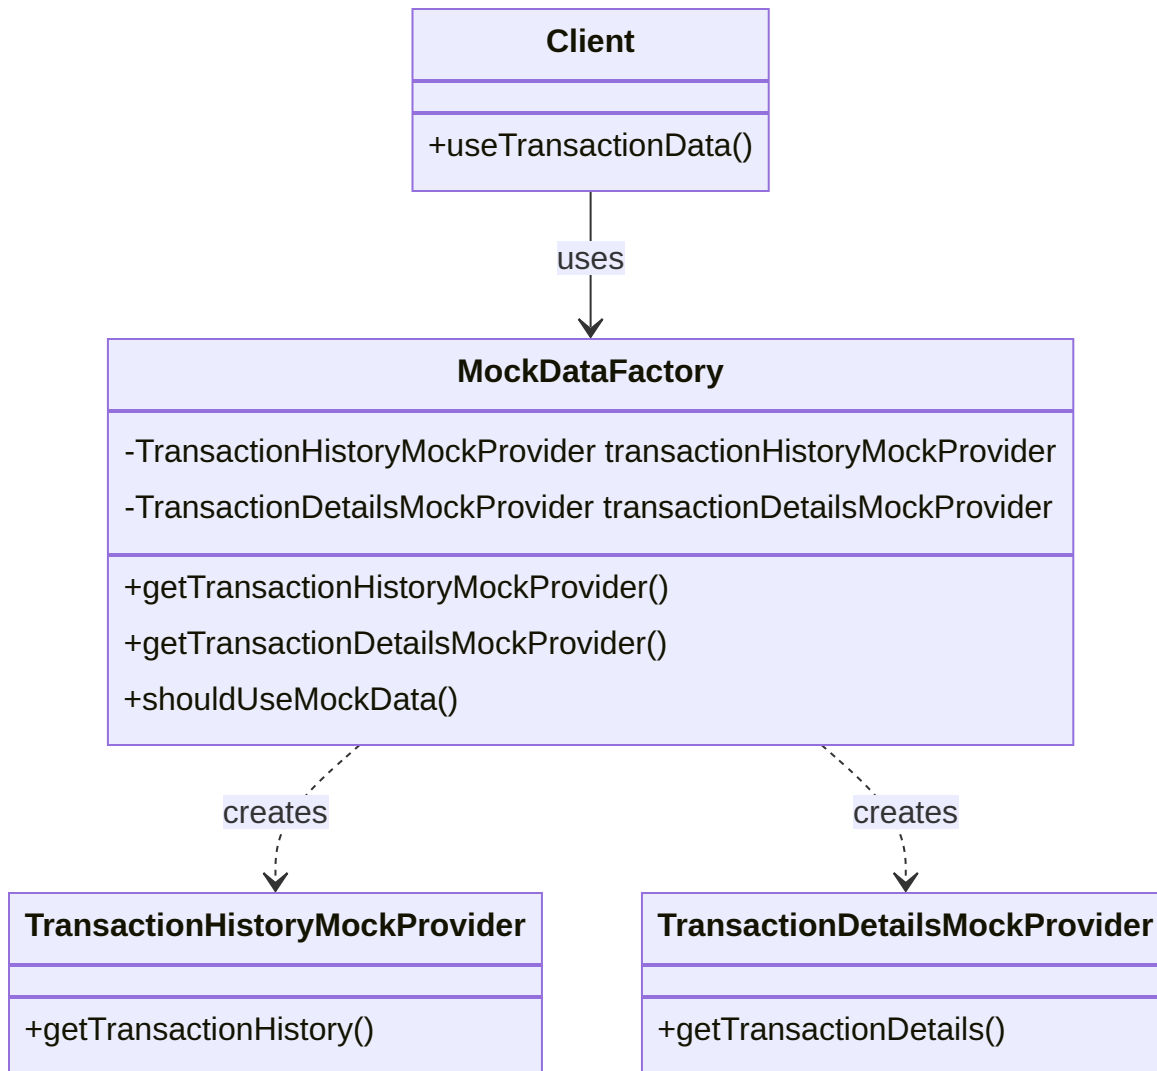 Client
+useTransactionData()
uses
MockDataFactory
-TransactionHistoryMockProvider transactionHistoryMockProvider
-TransactionDetailsMockProvider transactionDetailsMockProvider
+getTransactionHistoryMockProvider()
+getTransactionDetailsMockProvider()
+shouldUseMockData()
creates
creates
TransactionHistoryMockProvider
+getTransactionHistory()
TransactionDetailsMockProvider
+getTransactionDetails()